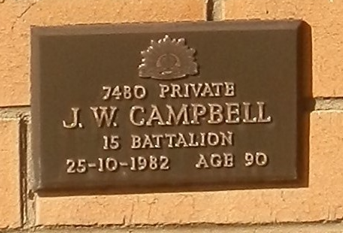 7480 PRIVATE
J. W. CAMPBELL
15 BATTALION
25-10-1982 AGE 90